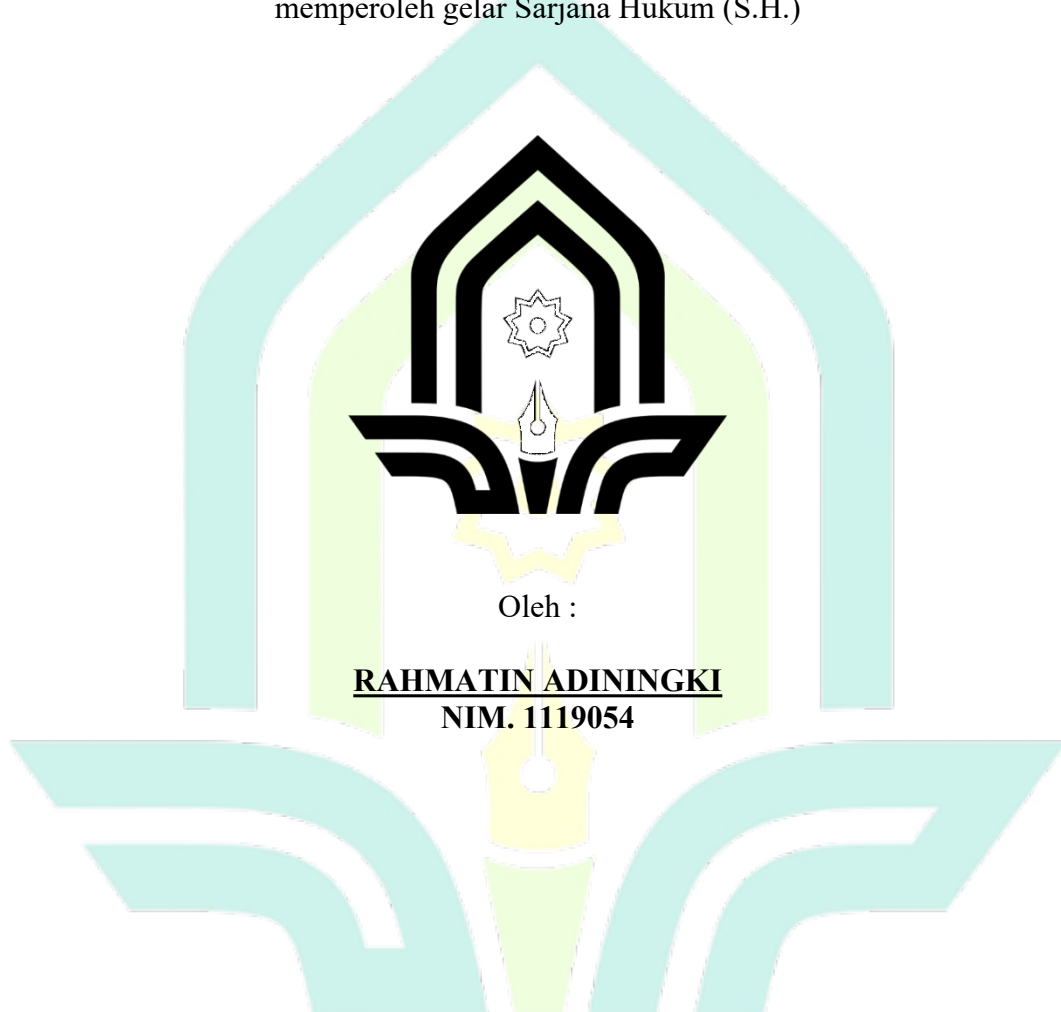 memperoleh gelar Sarjana Hukum (S.H.)
Oleh :
RAHMATIN ADININGKI
NIM. 1119054